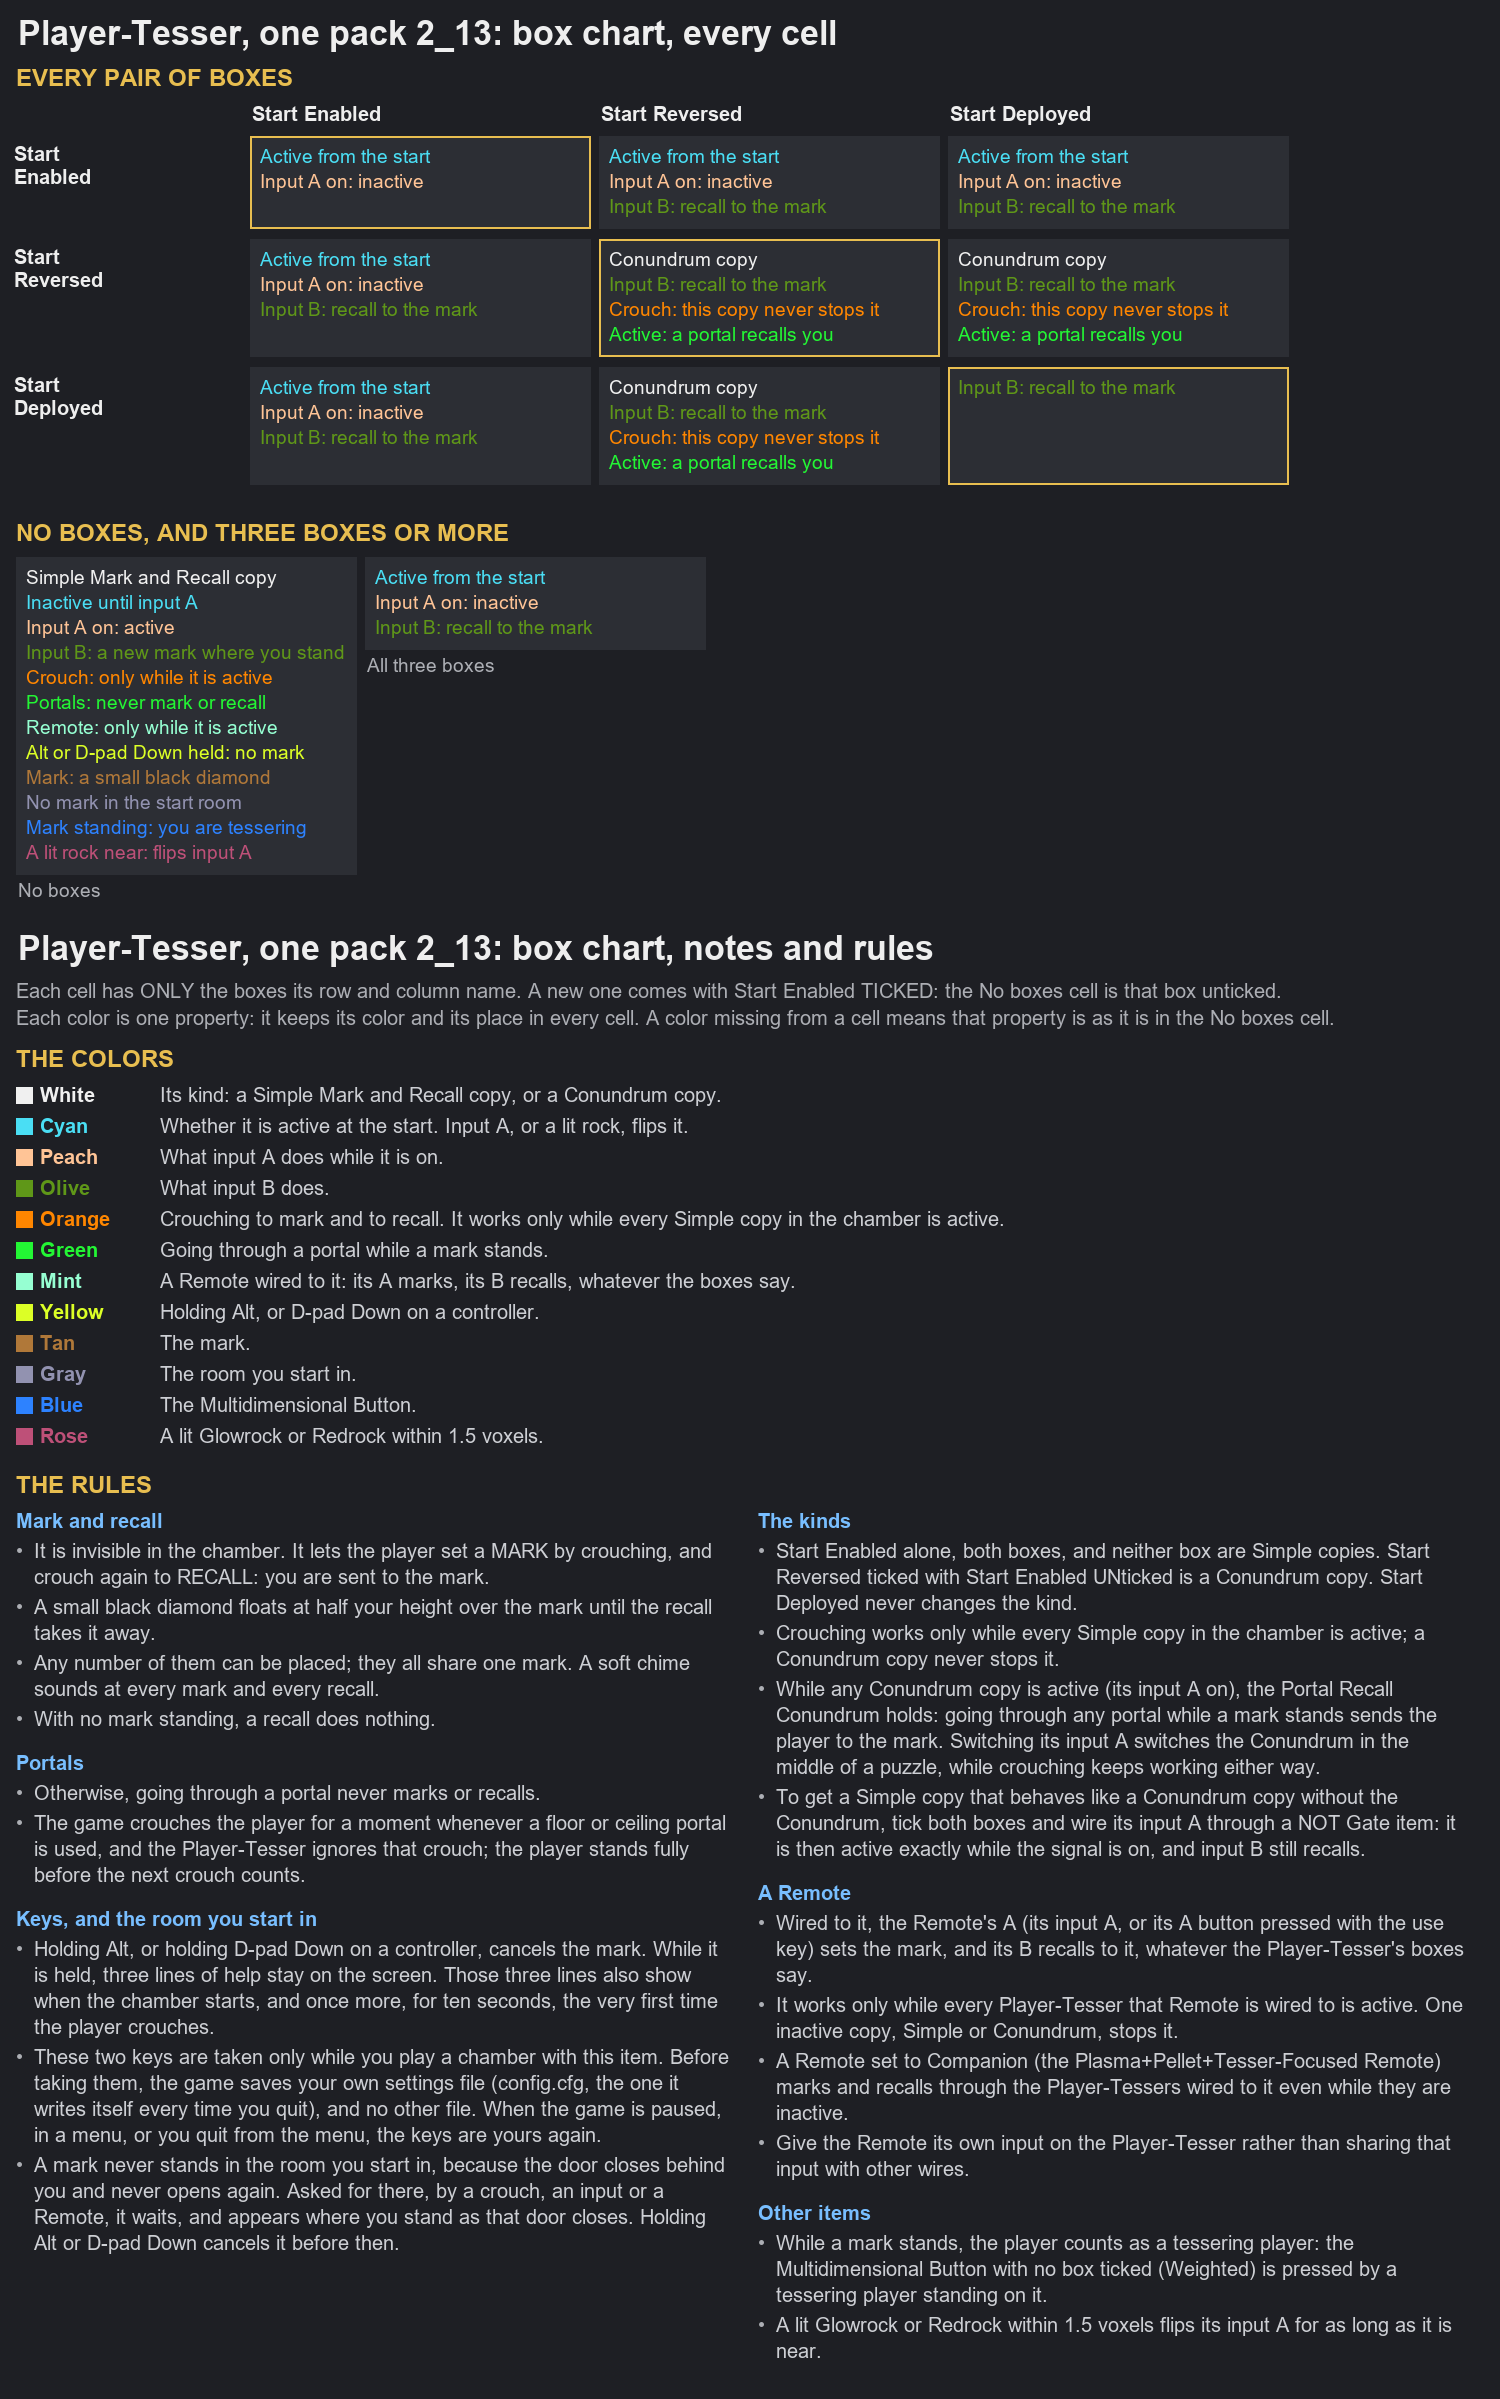 Player-Tesser, one pack 2_13: box chart, every cell
EVERY PAIR OF BOXES
Start Enabled
Start Reversed
Start Deployed
Start
Enabled
Active from the start
Input A on: inactive
Active from the start
Input A on: inactive
Input B: recall to the mark
Active from the start
Input A on: inactive
Input B: recall to the mark
Start
Reversed
Active from the start
Input A on: inactive
Input B: recall to the mark
Conundrum copy
Input B: recall to the mark
Crouch: this copy never stops it
Active: a portal recalls you
Conundrum copy
Input B: recall to the mark
Crouch: this copy never stops it
Active: a portal recalls you
Start
Deployed
Active from the start
Input A on: inactive
Input B: recall to the mark
Conundrum copy
Input B: recall to the mark
Crouch: this copy never stops it
Active: a portal recalls you
Input B: recall to the mark
NO BOXES, AND THREE BOXES OR MORE
Simple Mark and Recall copy
Inactive until input A
Input A on: active
Input B: a new mark where you stand
Crouch: only while it is active
Portals: never mark or recall
Remote: only while it is active
Alt or D-pad Down held: no mark
Mark: a small black diamond
No mark in the start room
Mark standing: you are tessering
A lit rock near: flips input A
No boxes
Active from the start
Input A on: inactive
Input B: recall to the mark
All three boxes
Player-Tesser, one pack 2_13: box chart, notes and rules
Each cell has ONLY the boxes its row and column name. A new one comes with Start Enabled TICKED: the No boxes cell is that box unticked.
Each color is one property: it keeps its color and its place in every cell. A color missing from a cell means that property is as it is in the No boxes cell.
THE COLORS
White Its kind: a Simple Mark and Recall copy, or a Conundrum copy.
Cyan Whether it is active at the start. Input A, or a lit rock, flips it.
Peach What input A does while it is on.
Olive What input B does.
Orange Crouching to mark and to recall. It works only while every Simple copy in the chamber is active.
Green Going through a portal while a mark stands.
Mint A Remote wired to it: its A marks, its B recalls, whatever the boxes say.
Yellow Holding Alt, or D-pad Down on a controller.
Tan The mark.
Gray The room you start in.
Blue The Multidimensional Button.
Rose A lit Glowrock or Redrock within 1.5 voxels.
THE RULES
Mark and recall
• It is invisible in the chamber. It lets the player set a MARK by crouching, and
crouch again to RECALL: you are sent to the mark.
• A small black diamond floats at half your height over the mark until the recall
takes it away.
• Any number of them can be placed; they all share one mark. A soft chime
sounds at every mark and every recall.
• With no mark standing, a recall does nothing.
Portals
• Otherwise, going through a portal never marks or recalls.
• The game crouches the player for a moment whenever a floor or ceiling portal
is used, and the Player-Tesser ignores that crouch; the player stands fully
before the next crouch counts.
Keys, and the room you start in
• Holding Alt, or holding D-pad Down on a controller, cancels the mark. While it
is held, three lines of help stay on the screen. Those three lines also show
when the chamber starts, and once more, for ten seconds, the very first time
the player crouches.
• These two keys are taken only while you play a chamber with this item. Before
taking them, the game saves your own settings file (config.cfg, the one it
writes itself every time you quit), and no other file. When the game is paused,
in a menu, or you quit from the menu, the keys are yours again.
• A mark never stands in the room you start in, because the door closes behind
you and never opens again. Asked for there, by a crouch, an input or a
Remote, it waits, and appears where you stand as that door closes. Holding
Alt or D-pad Down cancels it before then.
The kinds
• Start Enabled alone, both boxes, and neither box are Simple copies. Start
Reversed ticked with Start Enabled UNticked is a Conundrum copy. Start
Deployed never changes the kind.
• Crouching works only while every Simple copy in the chamber is active; a
Conundrum copy never stops it.
• While any Conundrum copy is active (its input A on), the Portal Recall
Conundrum holds: going through any portal while a mark stands sends the
player to the mark. Switching its input A switches the Conundrum in the
middle of a puzzle, while crouching keeps working either way.
• To get a Simple copy that behaves like a Conundrum copy without the
Conundrum, tick both boxes and wire its input A through a NOT Gate item: it
is then active exactly while the signal is on, and input B still recalls.
A Remote
• Wired to it, the Remote's A (its input A, or its A button pressed with the use
key) sets the mark, and its B recalls to it, whatever the Player-Tesser's boxes
say.
• It works only while every Player-Tesser that Remote is wired to is active. One
inactive copy, Simple or Conundrum, stops it.
• A Remote set to Companion (the Plasma+Pellet+Tesser-Focused Remote)
marks and recalls through the Player-Tessers wired to it even while they are
inactive.
• Give the Remote its own input on the Player-Tesser rather than sharing that
input with other wires.
Other items
• While a mark stands, the player counts as a tessering player: the
Multidimensional Button with no box ticked (Weighted) is pressed by a
tessering player standing on it.
• A lit Glowrock or Redrock within 1.5 voxels flips its input A for as long as it is
near.